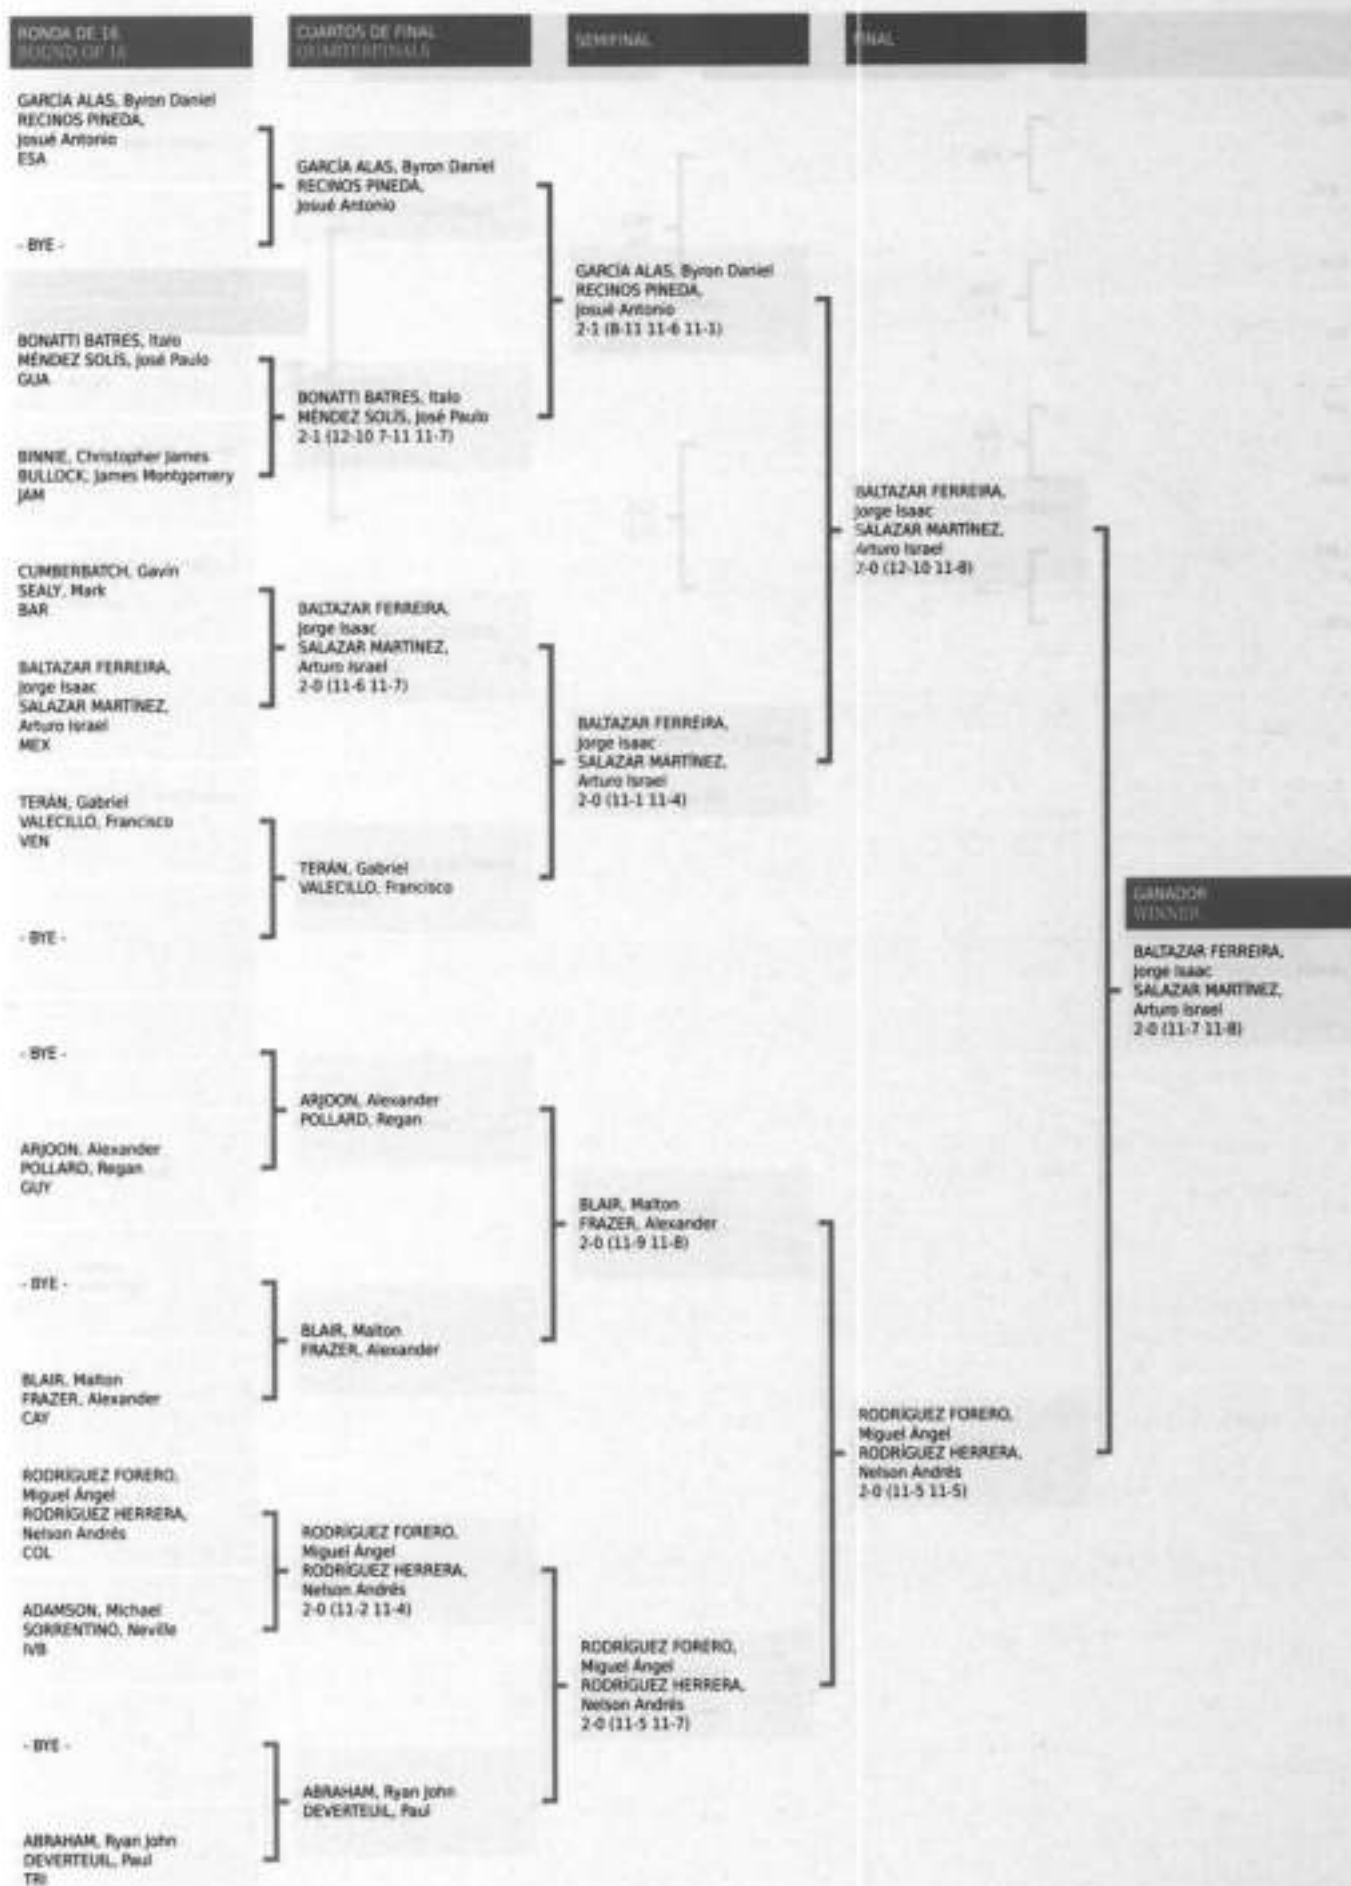 RONDA DE 16
ROUND OF 16
GARCÍA ALAS, Byron Daniel
RECINOS PINEDA,
Josué Antonio
ESA
- BYE -
BONATTI BATRES, Italo
MÉNDEZ SOLÍS, José Paulo
GUA
BINNIE, Christopher James
BULLOCK, James Montgomery
JAM
CUMBERBATCH, Gavin
SEALY, Mark
BAR
BALTAZAR FERREIRA,
Jorge Isaac
SALAZAR MARTÍNEZ,
Arturo Israel
MEX
TERÁN, Gabriel
VALECILLO, Francisco
VEN
- BYE -
- BYE -
ARJOON, Alexander
POLLARD, Regan
GUY
- BYE -
BLAIR, Malton
FRAZER, Alexander
CAY
RODRÍGUEZ FORERO,
Miguel Ángel
RODRÍGUEZ HERRERA,
Nelson Andrés
COL
ADAMSON, Michael
SORRENTINO, Neville
IVB
- BYE -
ABRAHAM, Ryan John
DEVERTEUIL, Paul
TRI
CUARTOS DE FINAL
QUARTERFINALS
GARCÍA ALAS, Byron Daniel
RECINOS PINEDA,
Josué Antonio
BONATTI BATRES, Italo
MÉNDEZ SOLÍS, José Paulo
2-1 (12-10 7-11 11-7)
BALTAZAR FERREIRA,
Jorge Isaac
SALAZAR MARTÍNEZ,
Arturo Israel
2-0 (11-6 11-7)
TERÁN, Gabriel
VALECILLO, Francisco
ARJOON, Alexander
POLLARD, Regan
BLAIR, Malton
FRAZER, Alexander
RODRÍGUEZ FORERO,
Miguel Ángel
RODRÍGUEZ HERRERA,
Nelson Andrés
2-0 (11-2 11-4)
ABRAHAM, Ryan John
DEVERTEUIL, Paul
SEMIFINAL
GARCÍA ALAS, Byron Daniel
RECINOS PINEDA,
Josué Antonio
2-1 (8-11 11-6 11-1)
BALTAZAR FERREIRA,
Jorge Isaac
SALAZAR MARTÍNEZ,
Arturo Israel
2-0 (11-1 11-4)
BLAIR, Malton
FRAZER, Alexander
2-0 (11-9 11-8)
RODRÍGUEZ FORERO,
Miguel Ángel
RODRÍGUEZ HERRERA,
Nelson Andrés
2-0 (11-5 11-7)
FINAL
BALTAZAR FERREIRA,
Jorge Isaac
SALAZAR MARTÍNEZ,
Arturo Israel
2-0 (12-10 11-8)
RODRÍGUEZ FORERO,
Miguel Ángel
RODRÍGUEZ HERRERA,
Nelson Andrés
2-0 (11-5 11-5)
GANADOR
WINNER
BALTAZAR FERREIRA,
Jorge Isaac
SALAZAR MARTÍNEZ,
Arturo Israel
2-0 (11-7 11-8)